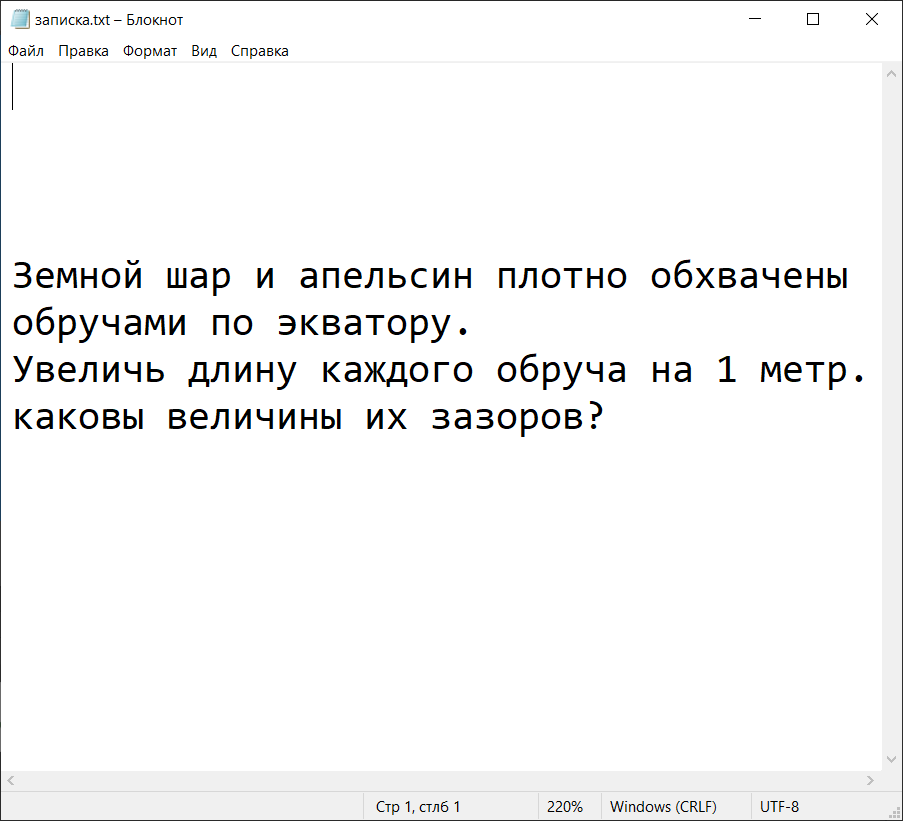 записка.txt – Блокнот
Файл Правка Формат Вид Справка
Земной шар и апельсин плотно обхвачены
обручами по экватору.
Увеличь длину каждого обруча на 1 метр.
каковы величины их зазоров?
Стр 1, стлб 1 220% Windows (CRLF) UTF-8